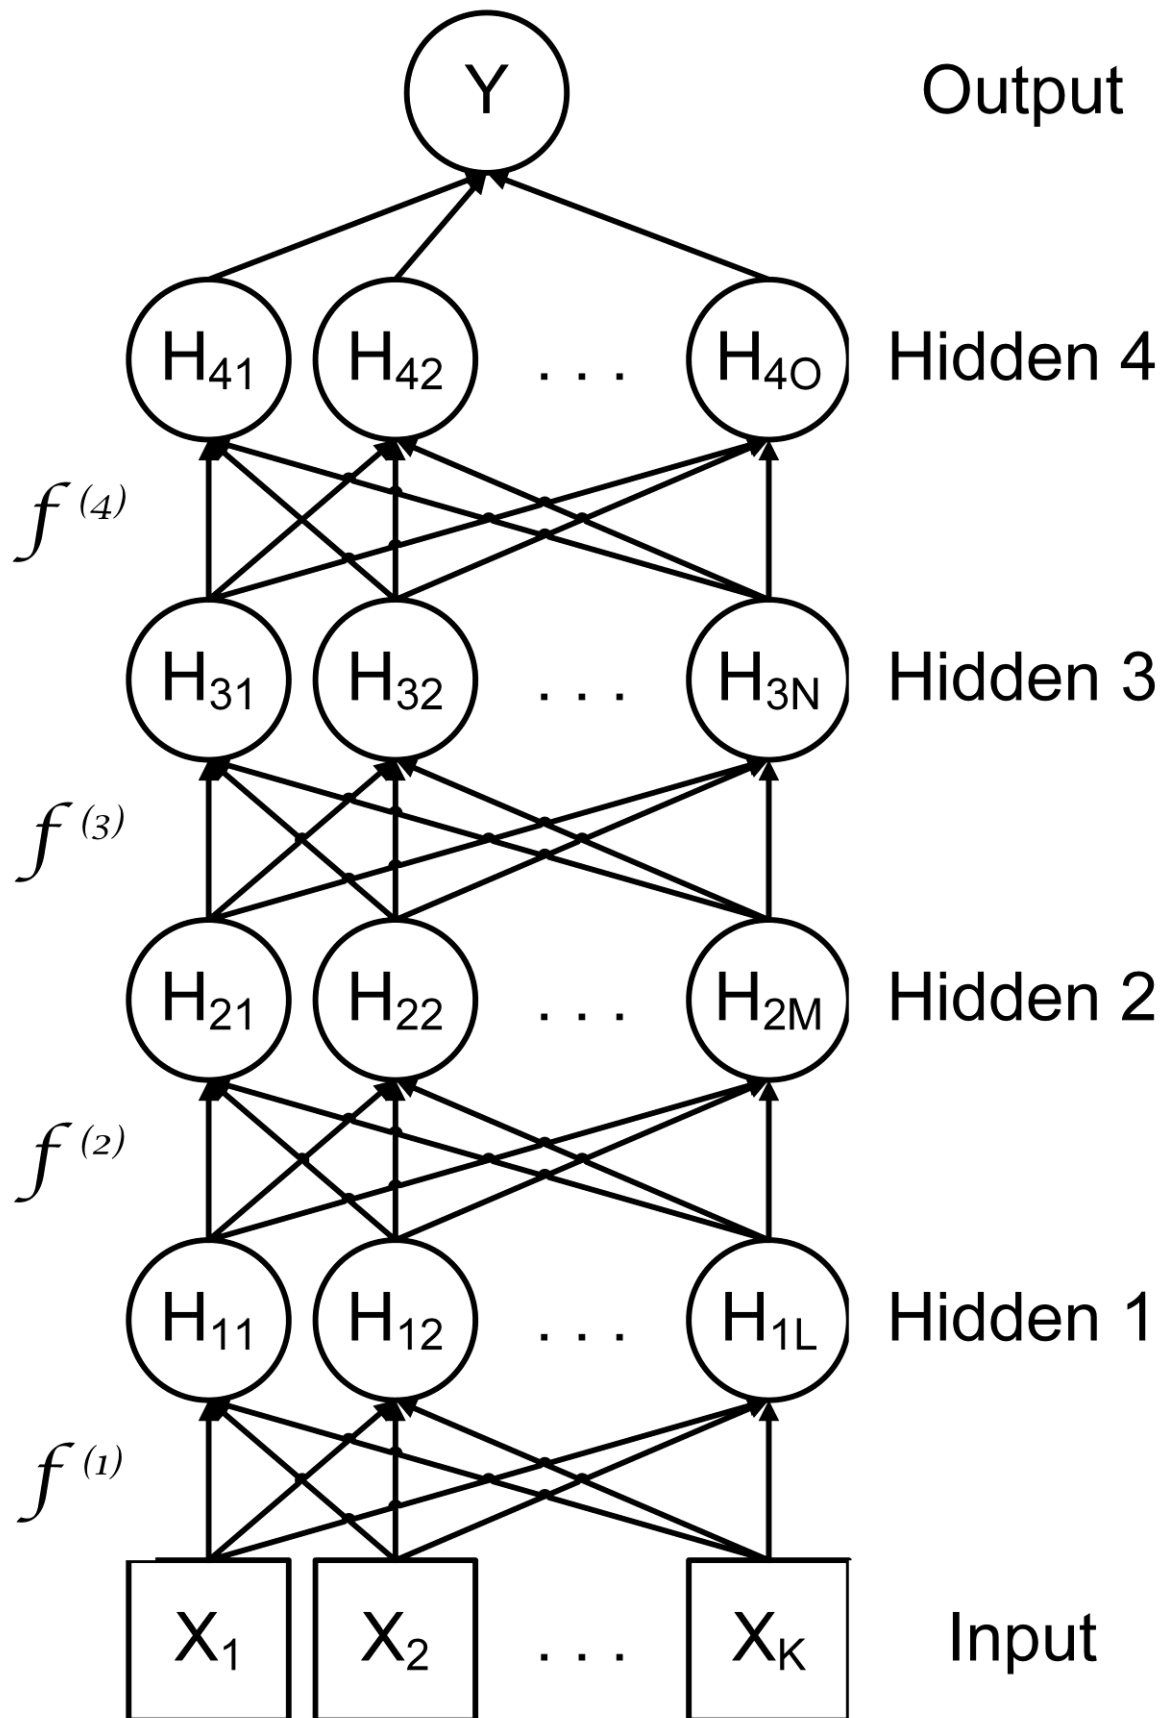 Y Output
H₄₁ H₄₂ . . . H₄O Hidden 4
f ⁽⁴⁾
H₃₁ H₃₂ . . . H₃N Hidden 3
f ⁽³⁾
H₂₁ H₂₂ . . . H₂M Hidden 2
f ⁽²⁾
H₁₁ H₁₂ . . . H₁L Hidden 1
f ⁽¹⁾
X₁ X₂ . . . XK Input